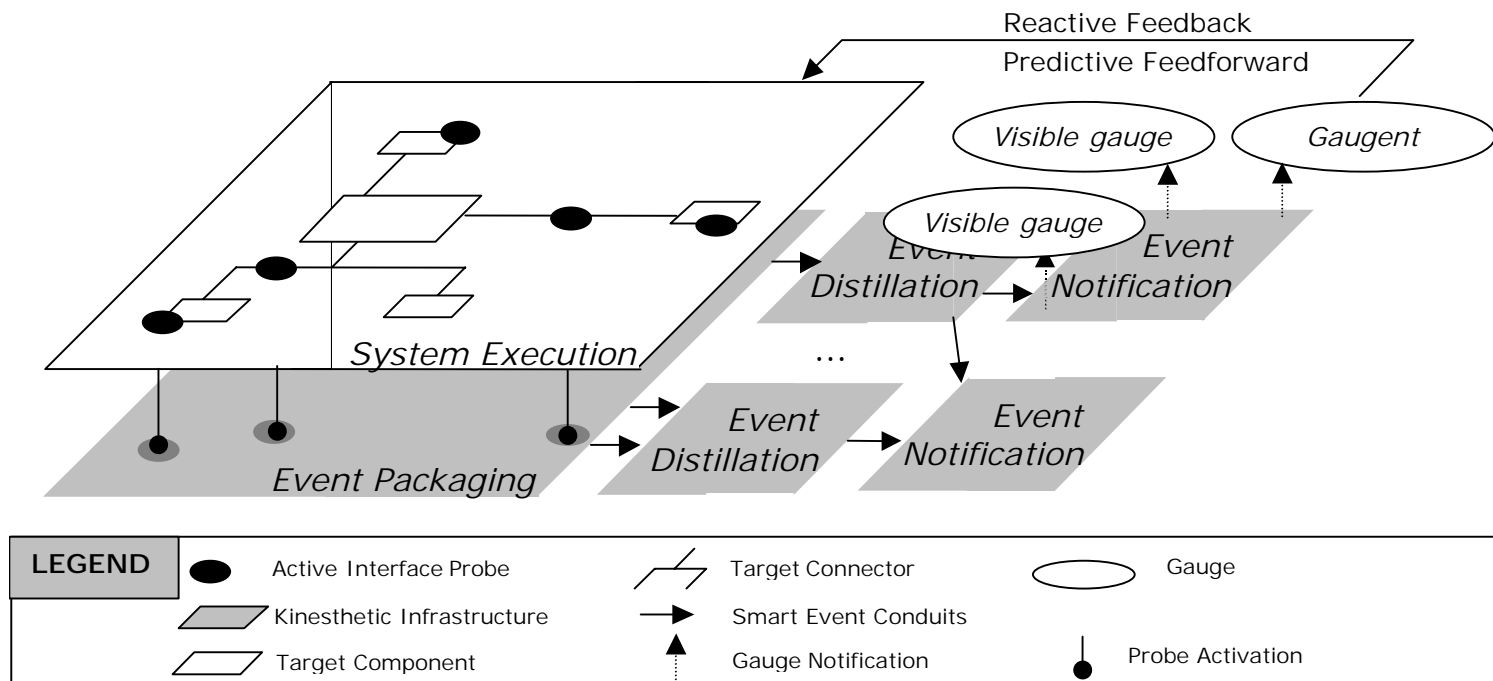 Reactive Feedback
Predictive Feedforward
Visible gauge
Gaugent
Visible gauge
Event
Distillation
Event
Notification
System Execution
...
Event
Distillation
Event
Notification
Event Packaging
LEGEND
Active Interface Probe
Target Connector
Gauge
Kinesthetic Infrastructure
Smart Event Conduits
Target Component
Gauge Notification
Probe Activation